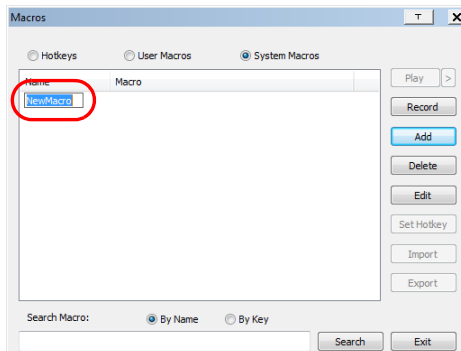 Macros
Hotkeys User Macros System Macros
Name Macro
NewMacro
Play >
Record
Add
Delete
Edit
Set Hotkey
Import
Export
Search Macro: By Name By Key
Search Exit